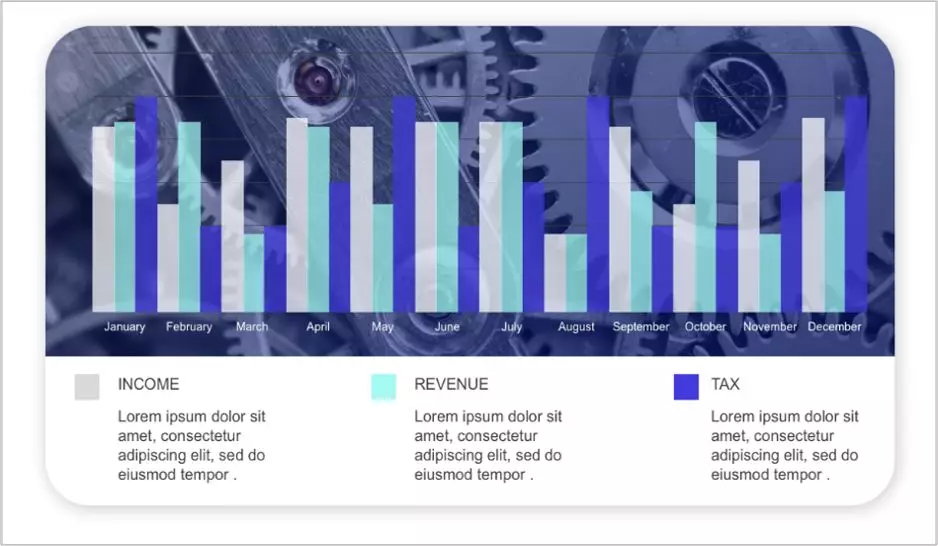 January February March April May June July August September October November December
INCOME
Lorem ipsum dolor sit
amet, consectetur
adipiscing elit, sed do
eiusmod tempor .
REVENUE
Lorem ipsum dolor sit
amet, consectetur
adipiscing elit, sed do
eiusmod tempor .
TAX
Lorem ipsum dolor sit
amet, consectetur
adipiscing elit, sed do
eiusmod tempor .